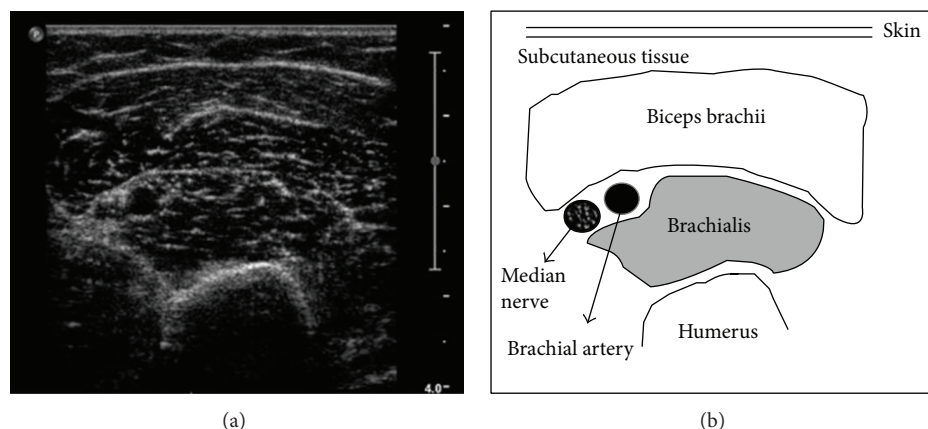 Skin
Subcutaneous tissue
Biceps brachii
Brachialis
Median
nerve
Brachial artery
Humerus
4.0
(a)
(b)